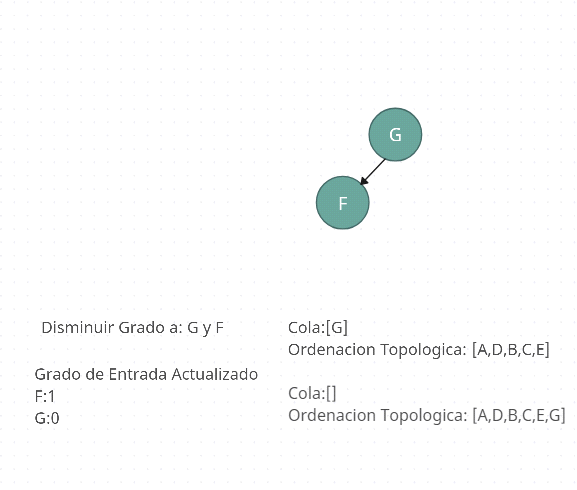 G
F
Disminuir Grado a: G y F
Grado de Entrada Actualizado
F:1
G:0
Cola:[G]
Ordenacion Topologica: [A,D,B,C,E]
Cola:[]
Ordenacion Topologica: [A,D,B,C,E,G]